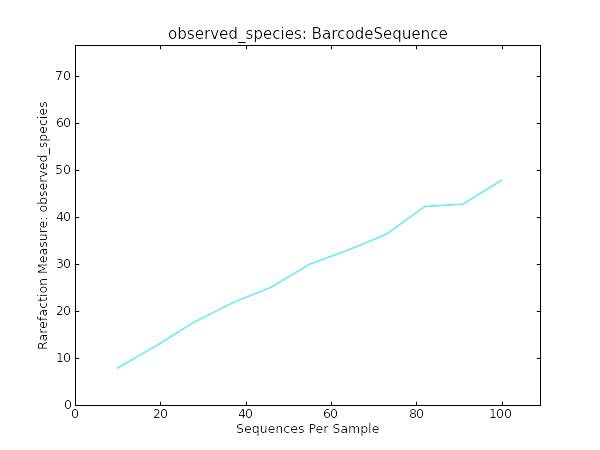 observed_species: BarcodeSequence
Rarefaction Measure: observed_species
70
60
50
40
30
20
10
0
0 20 40 60 80 100
Sequences Per Sample